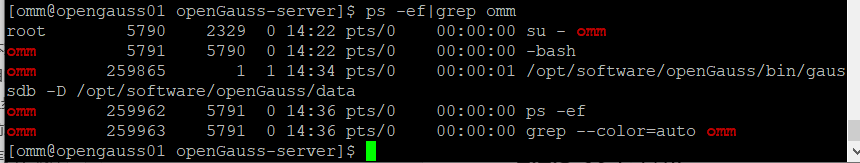 [omm@opengauss01 openGauss-server]$ ps -ef|grep omm
root 5790 2329 0 14:22 pts/0 00:00:00 su - omm
omm 5791 5790 0 14:22 pts/0 00:00:00 -bash
omm 259865 1 1 14:34 pts/0 00:00:01 /opt/software/openGauss/bin/gaus
sdb -D /opt/software/openGauss/data
omm 259962 5791 0 14:36 pts/0 00:00:00 ps -ef
omm 259963 5791 0 14:36 pts/0 00:00:00 grep --color=auto omm
[omm@opengauss01 openGauss-server]$